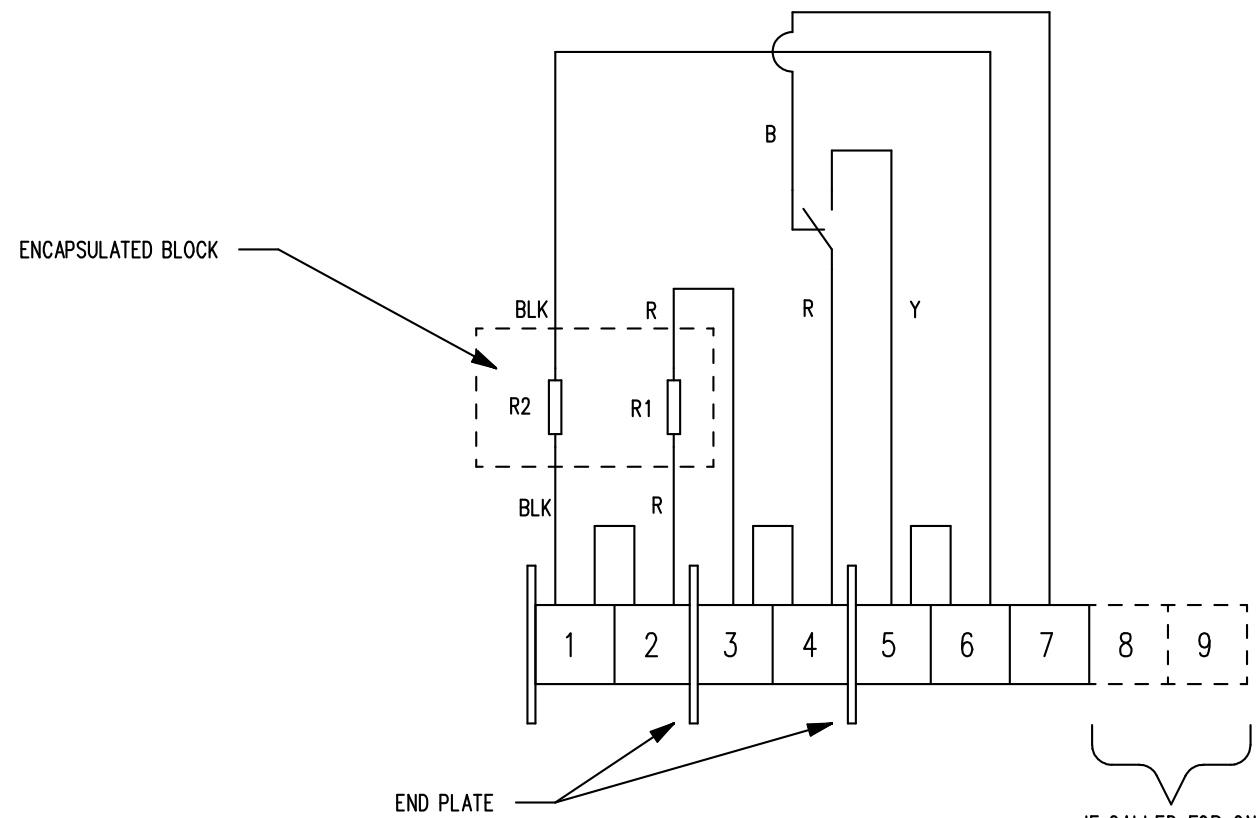 B
ENCAPSULATED BLOCK
BLK R R Y
R2 R1
BLK R
1 2 3 4 5 6 7 8 9
END PLATE